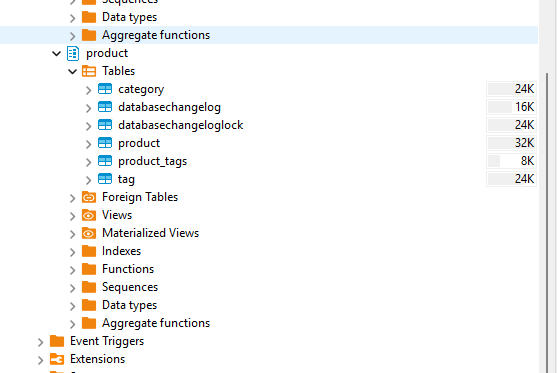 Sequences
Data types
Aggregate functions
product
Tables
category 24K
databasechangelog 16K
databasechangeloglock 24K
product 32K
product_tags 8K
tag 24K
Foreign Tables
Views
Materialized Views
Indexes
Functions
Sequences
Data types
Aggregate functions
Event Triggers
Extensions